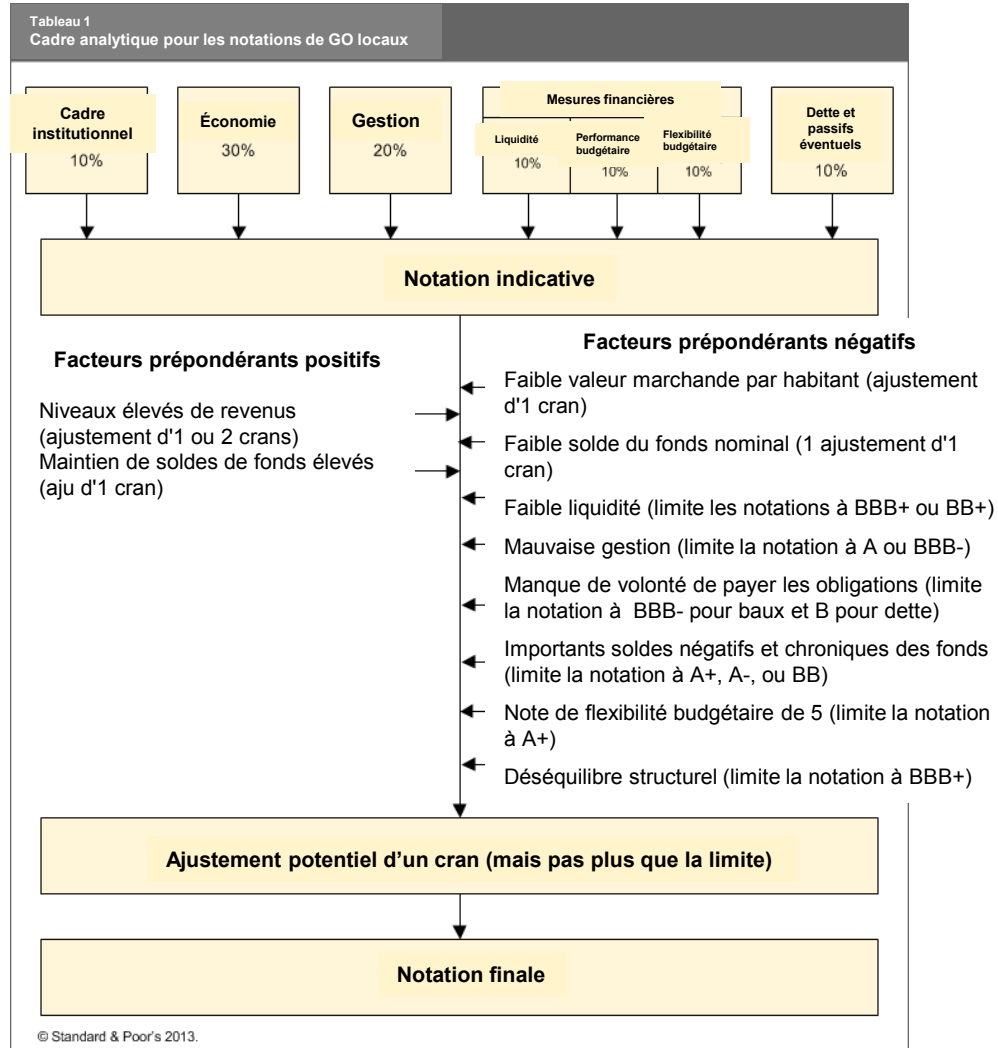 Tableau 1
Cadre analytique pour les notations de GO locaux
Cadre
institutionnel
10%
Économie
30%
Gestion
20%
Mesures financières
Liquidité
10%
Performance
budgétaire
10%
Flexibilité
budgétaire
10%
Dette et
passifs
éventuels
10%
Notation indicative
Facteurs prépondérants positifs
Niveaux élevés de revenus
(ajustement d'1 ou 2 crans)
Maintien de soldes de fonds élevés
(aju d'1 cran)
Facteurs prépondérants négatifs
Faible valeur marchande par habitant (ajustement
d'1 cran)
Faible solde du fonds nominal (1 ajustement d'1
cran)
Faible liquidité (limite les notations à BBB+ ou BB+)
Mauvaise gestion (limite la notation à A ou BBB-)
Manque de volonté de payer les obligations (limite
la notation à BBB- pour baux et B pour dette)
Importants soldes négatifs et chroniques des fonds
(limite la notation à A+, A-, ou BB)
Note de flexibilité budgétaire de 5 (limite la notation
à A+)
Déséquilibre structurel (limite la notation à BBB+)
Ajustement potentiel d’un cran (mais pas plus que la limite)
Notation finale
© Standard & Poor's 2013.